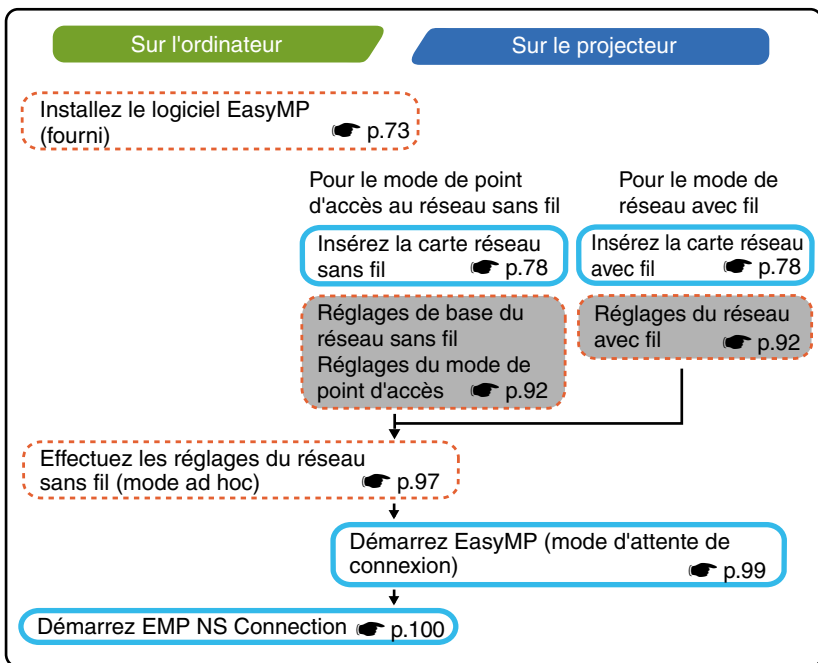 Sur l'ordinateur
Sur le projecteur
Installez le logiciel EasyMP
(fourni) ☛ p.73
Pour le mode de point
d'accès au réseau sans fil
Insérez la carte réseau
sans fil ☛ p.78
Réglages de base du
réseau sans fil
Réglages du mode de
point d'accès ☛ p.92
Pour le mode de
réseau avec fil
Insérez la carte réseau
avec fil ☛ p.78
Réglages du réseau
avec fil ☛ p.92
Effectuez les réglages du réseau
sans fil (mode ad hoc) ☛ p.97
Démarrez EasyMP (mode d'attente de
connexion) ☛ p.99
Démarrez EMP NS Connection ☛ p.100